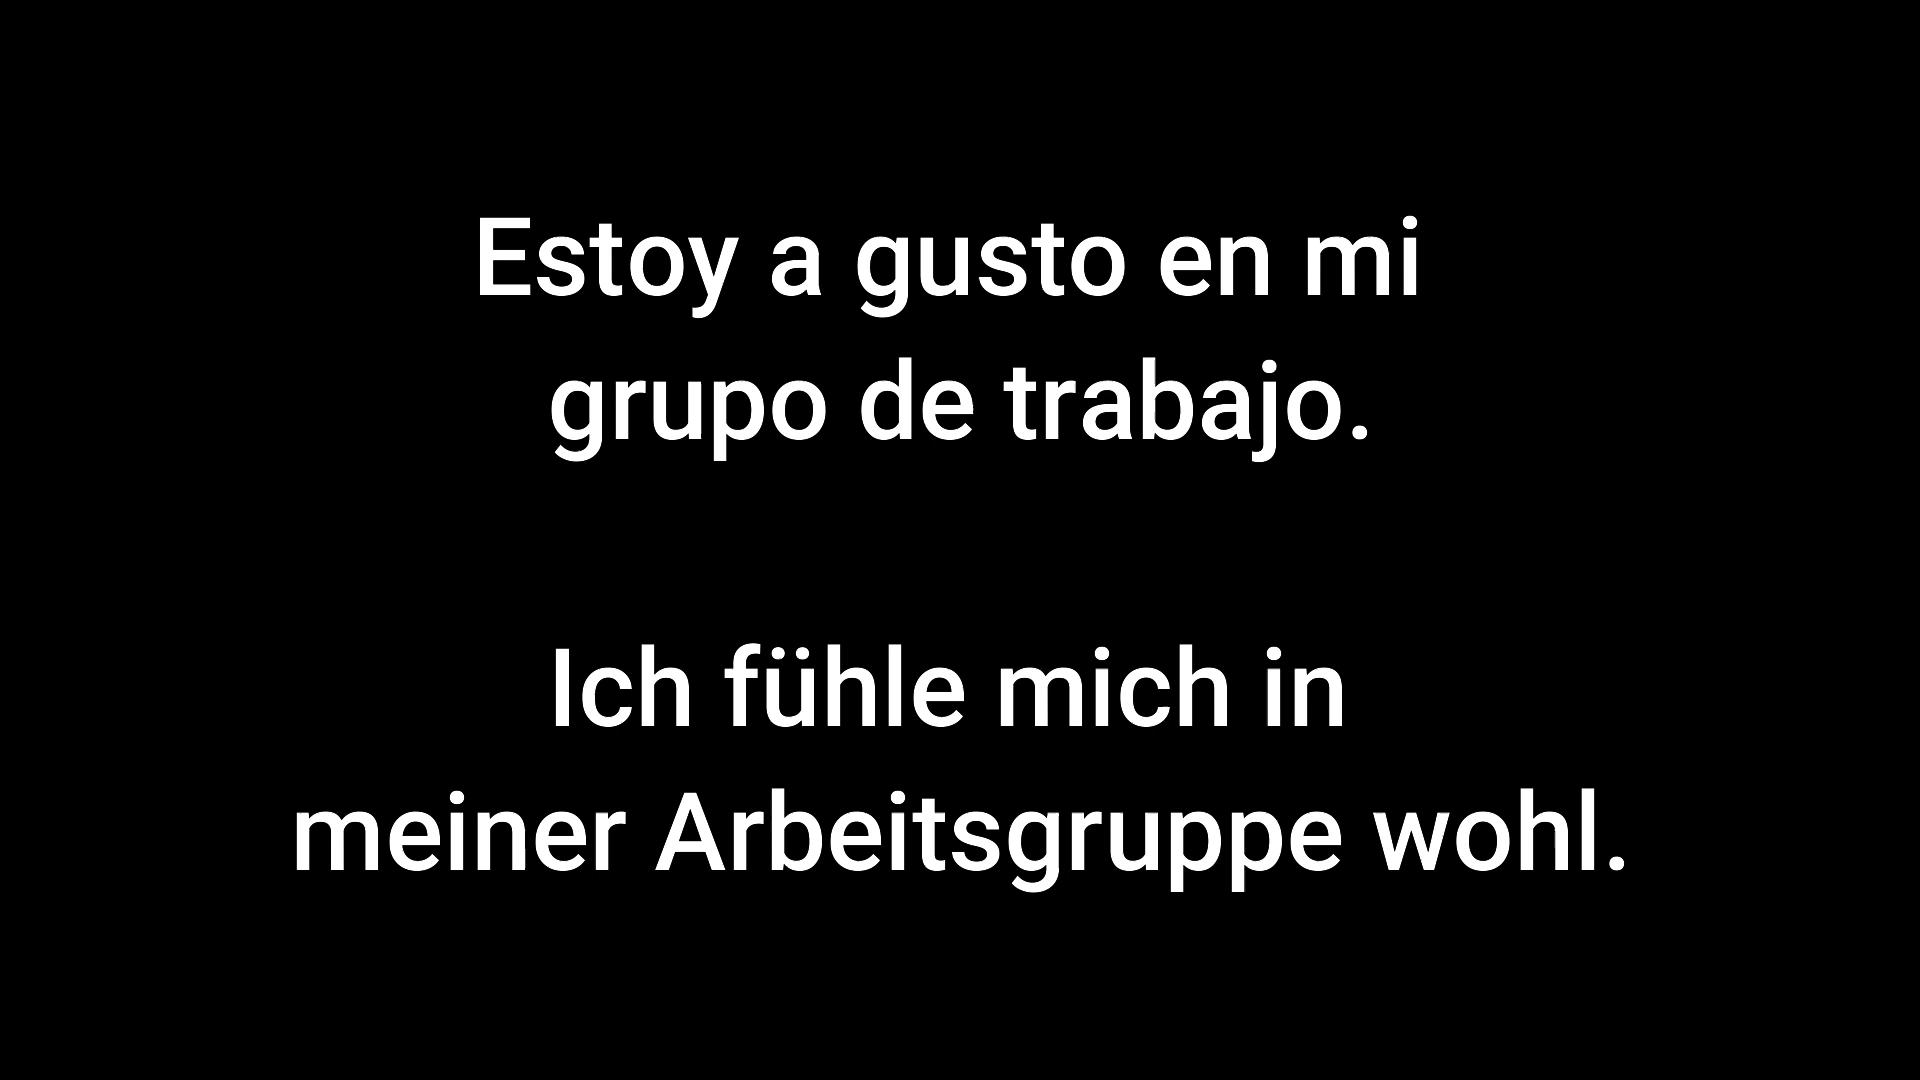 Estoy a gusto en mi
grupo de trabajo.
Ich fühle mich in
meiner Arbeitsgruppe wohl.